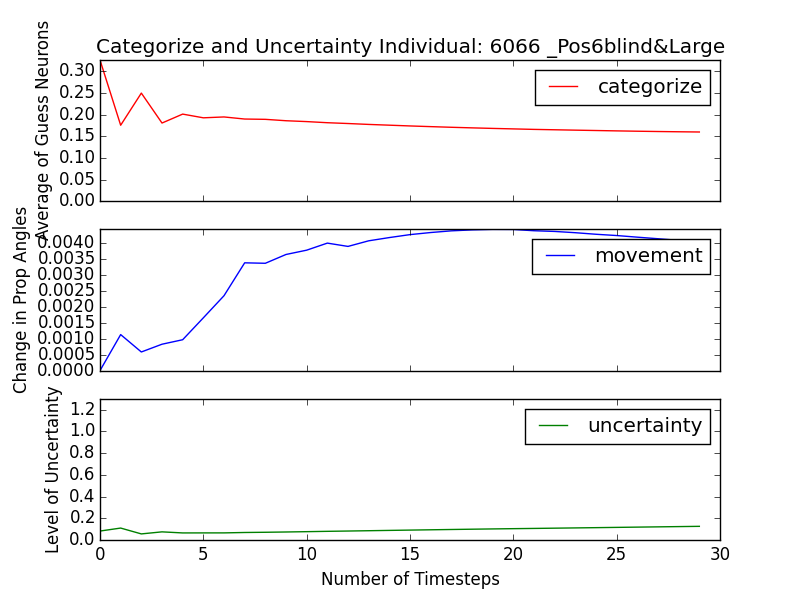 Categorize and Uncertainty Individual: 6066 _Pos6blind&Large
Average of Guess Neurons
0.30
0.25
0.20
0.15
0.10
0.05
0.00
categorize
Change in Prop Angles
0.0040
0.0035
0.0030
0.0025
0.0020
0.0015
0.0010
0.0005
0.0000
movement
Level of Uncertainty
1.2
1.0
0.8
0.6
0.4
0.2
0.0
uncertainty
0 5 10 15 20 25 30
Number of Timesteps